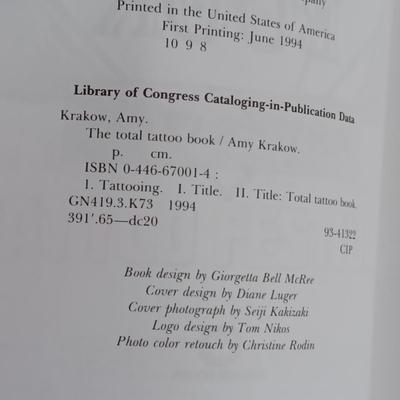 Printed in the United States of America
First Printing: June 1994
10 9 8
Library of Congress Cataloging-in-Publication Data
Krakow, Amy.
The total tattoo book / Amy Krakow.
p. cm.
ISBN 0-446-67001-4 :
1. Tattooing. I. Title. II. Title: Total tattoo book.
GN419.3.K73 1994
391'.65—dc20
93-41322
CIP
Book design by Giorgetta Bell McRee
Cover design by Diane Luger
Cover photograph by Seiji Kakizaki
Logo design by Tom Nikos
Photo color retouch by Christine Rodin